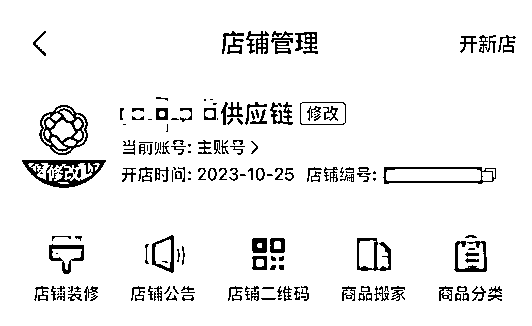 店铺管理 开新店
供应链 修改
当前账号: 主账号
修改
开店时间: 2023-10-25 店铺编号:
店铺装修 店铺公告 店铺二维码 商品搬家 商品分类